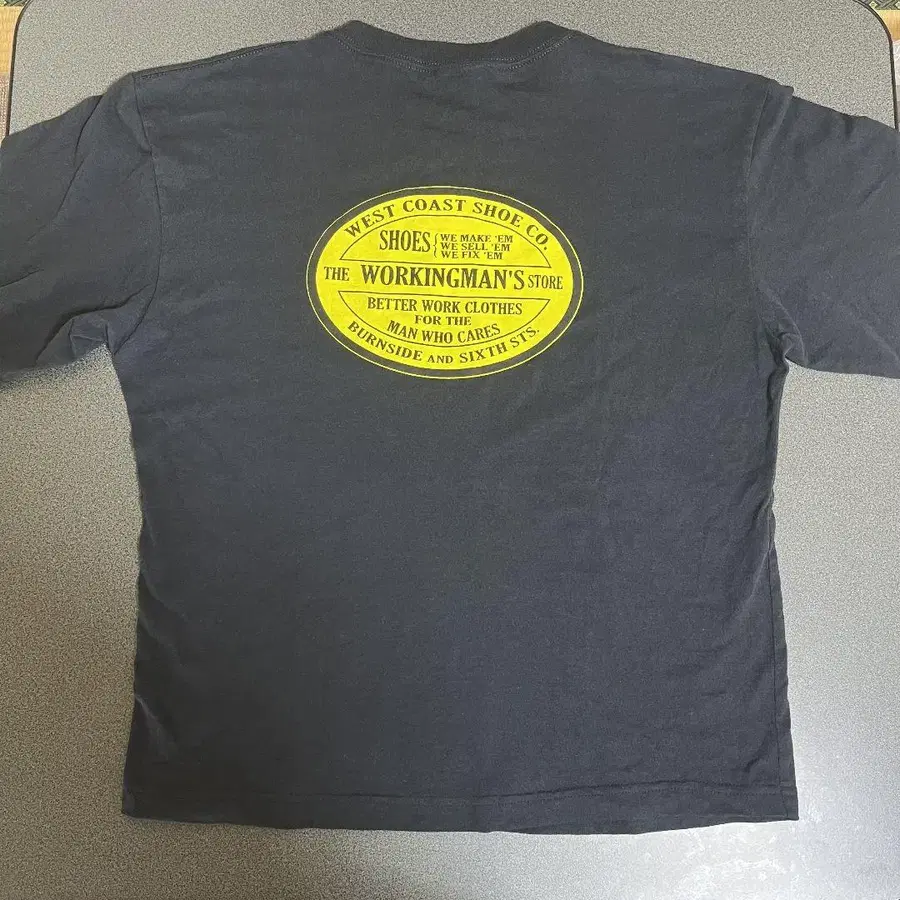 WEST COAST SHOE CO.
SHOES { WE MAKE 'EM
WE SELL 'EM
WE FIX 'EM
THE WORKINGMAN'S STORE
BETTER WORK CLOTHES
FOR THE
MAN WHO CARES
BURNSIDE AND SIXTH STS.